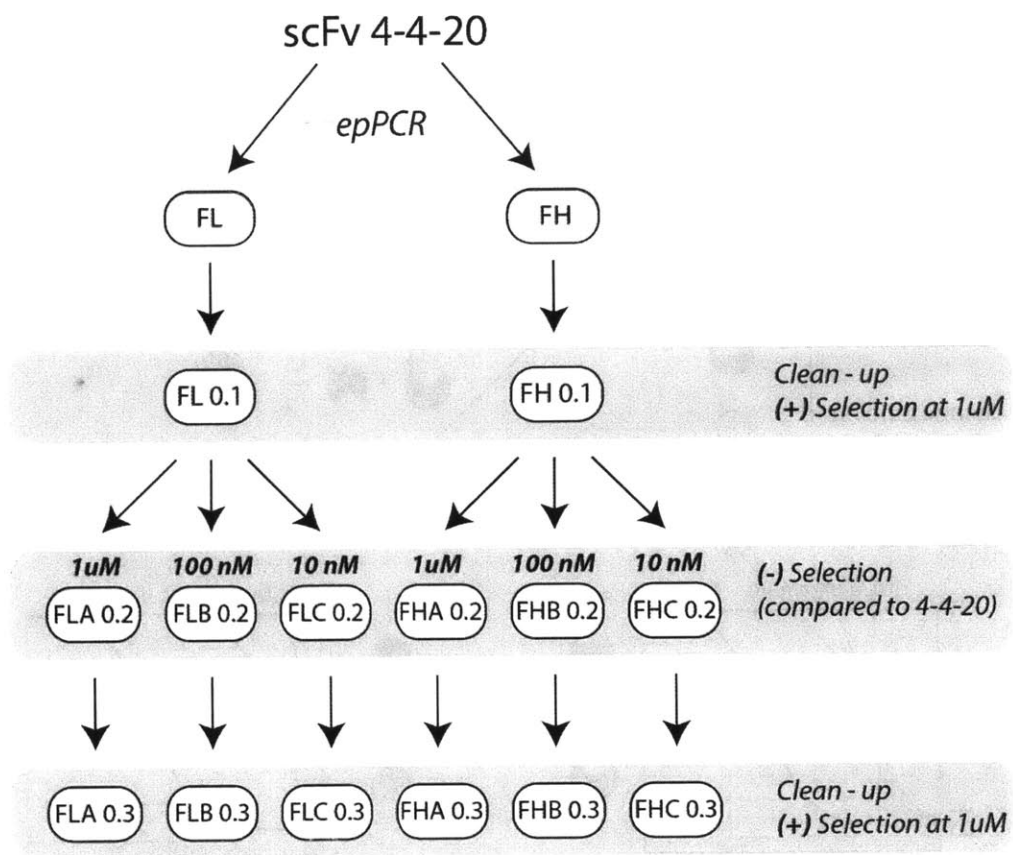 scFv 4-4-20
epPCR
FL
FH
FL 0.1
FH 0.1
Clean - up
(+) Selection at 1uM
1uM
100 nM
10 nM
1uM
100 nM
10 nM
(-) Selection
(compared to 4-4-20)
FLA 0.2
FLB 0.2
FLC 0.2
FHA 0.2
FHB 0.2
FHC 0.2
FLA 0.3
FLB 0.3
FLC 0.3
FHA 0.3
FHB 0.3
FHC 0.3
Clean - up
(+) Selection at 1uM